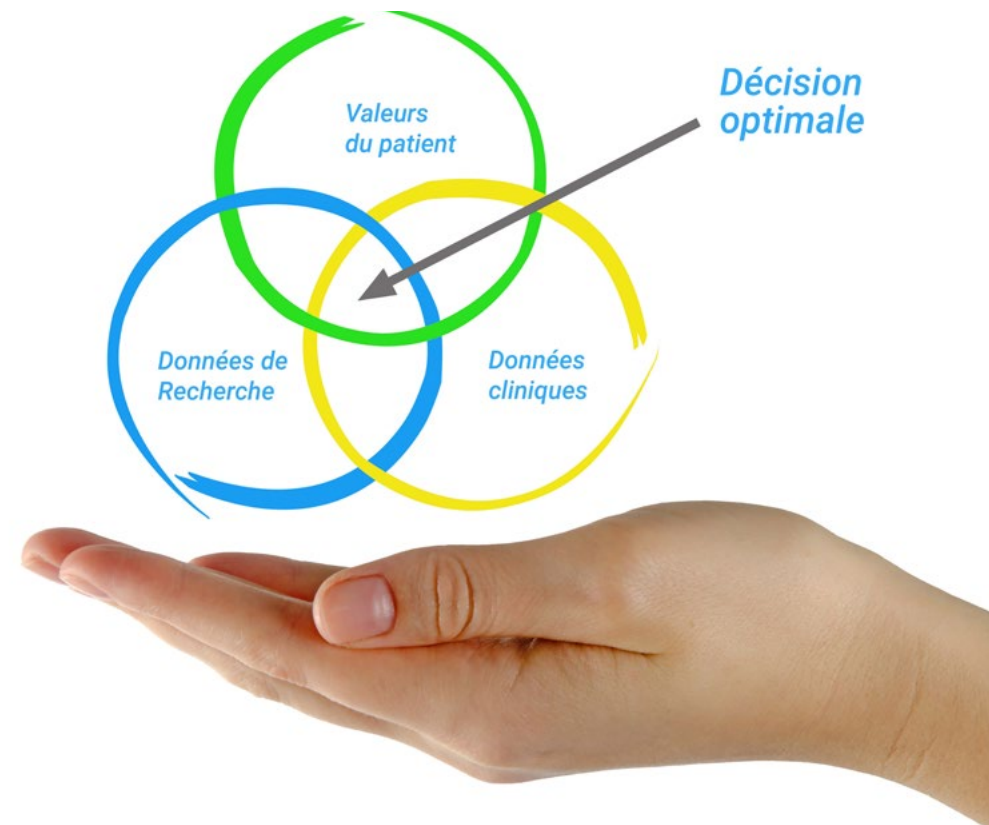 Décision
optimale
Valeurs
du patient
Données de
Recherche
Données
cliniques